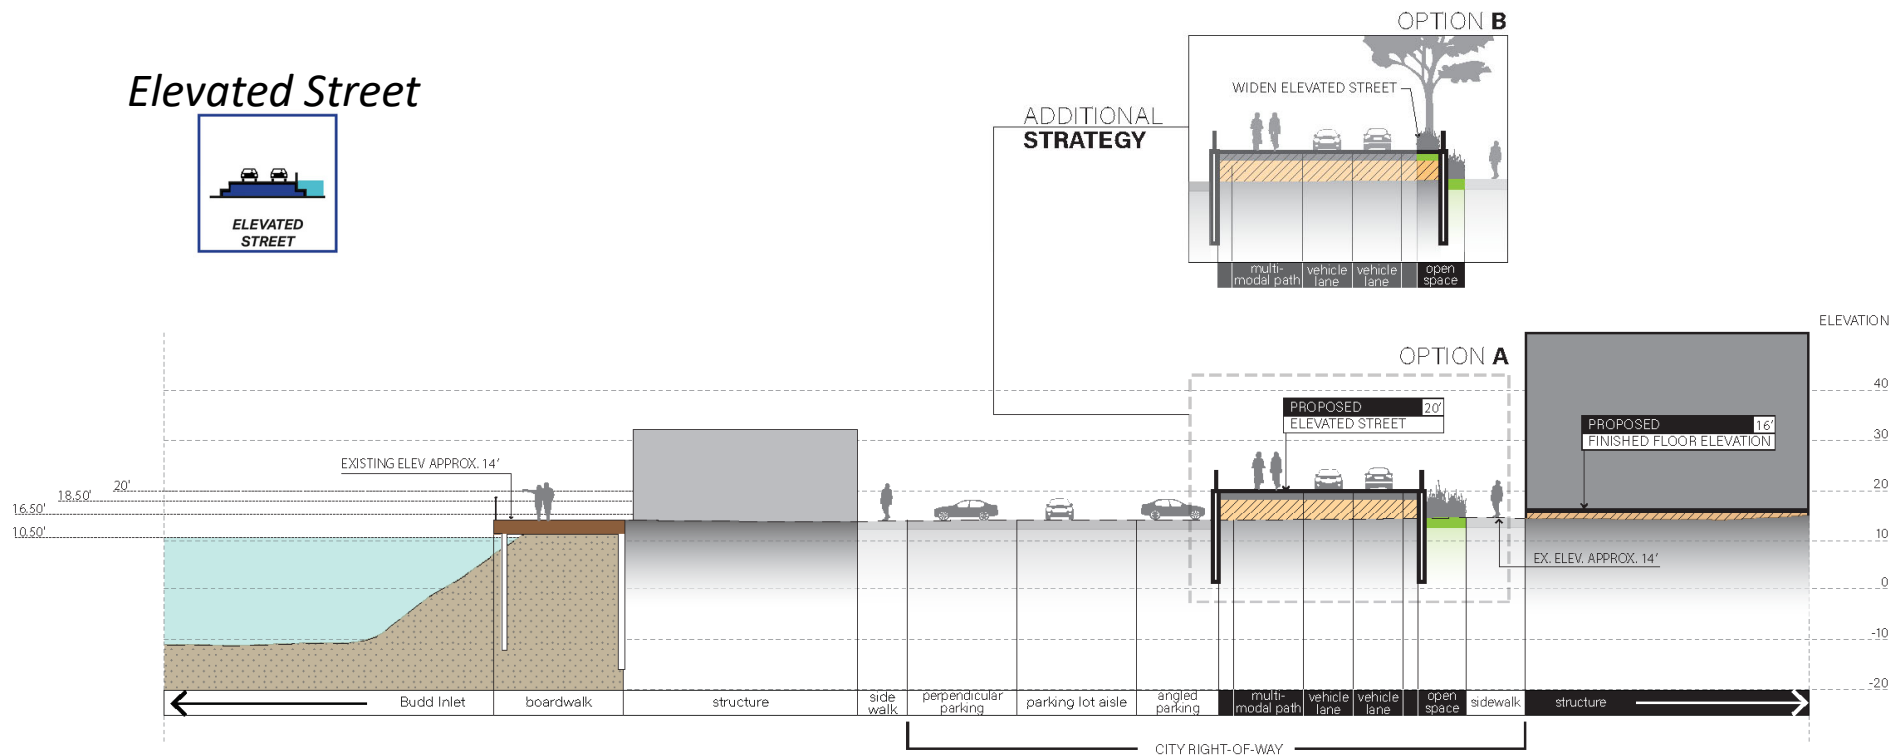 Elevated Street
ELEVATED
STREET
OPTION B
WIDEN ELEVATED STREET
ADDITIONAL
STRATEGY
multi-
modal path
vehicle
lane
vehicle
lane
open
space
ELEVATION
OPTION A
40
PROPOSED 20'
ELEVATED STREET
PROPOSED 16'
FINISHED FLOOR ELEVATION
30
EXISTING ELEV APPROX. 14'
20'
18.50'
16.50'
10.50'
20
10
EX. ELEV. APPROX. 14'
0
-10
-20
Budd Inlet
boardwalk
structure
side
walk
perpendicular
parking
parking lot aisle
angled
parking
multi-
modal path
vehicle
lane
vehicle
lane
open
space
sidewalk
structure
CITY RIGHT-OF-WAY